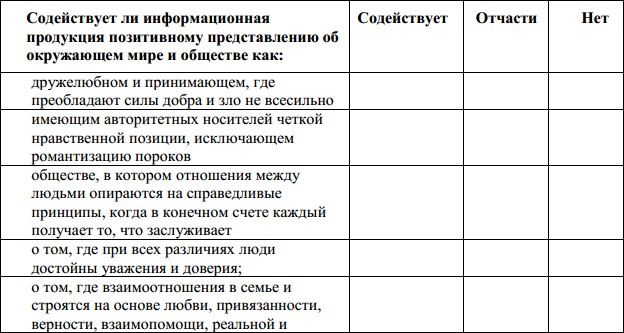 Содействует ли информационная
продукция позитивному представлению об
окружающем мире и обществе как:
Содействует
Отчасти
Нет
дружелюбном и принимающем, где
преобладают силы добра и зло не всесильно
имеющим авторитетных носителей четкой
нравственной позиции, исключающем
романтизацию пороков
обществе, в котором отношения между
людьми опираются на справедливые
принципы, когда в конечном счете каждый
получает то, что заслуживает
о том, где при всех различиях люди
достойны уважения и доверия;
о том, где взаимоотношения в семье и
строятся на основе любви, привязанности,
верности, взаимопомощи, реальной и